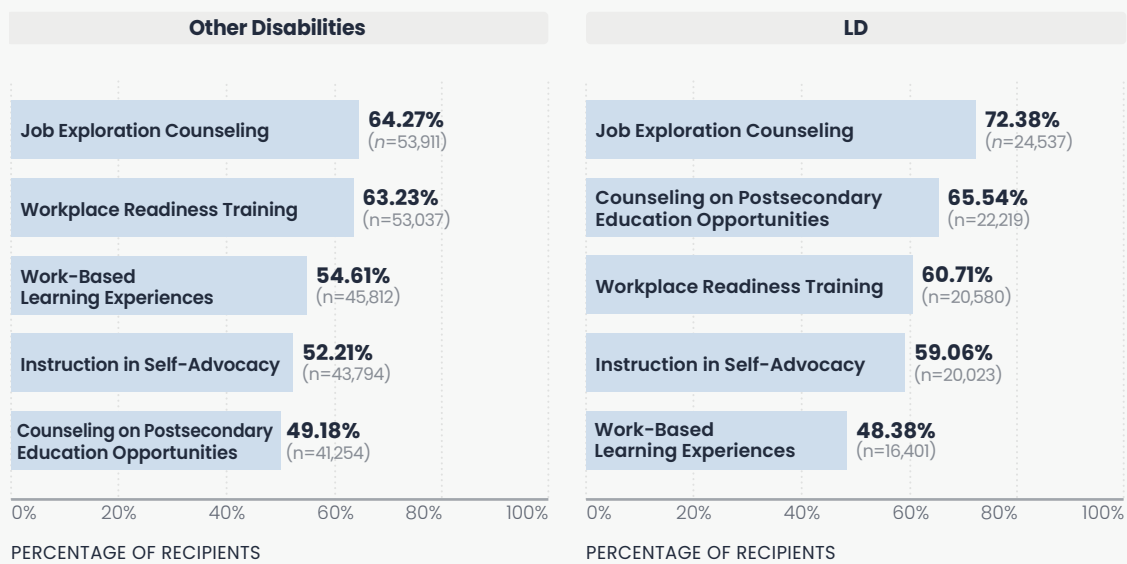 Other Disabilities
Job Exploration Counseling
64.27%
(n=53,911)
Workplace Readiness Training
63.23%
(n=53,037)
Work-Based
Learning Experiences
54.61%
(n=45,812)
Instruction in Self-Advocacy
52.21%
(n=43,794)
Counseling on Postsecondary
Education Opportunities
49.18%
(n=41,254)
0% 20% 40% 60% 80% 100%
PERCENTAGE OF RECIPIENTS
LD
Job Exploration Counseling
72.38%
(n=24,537)
Counseling on Postsecondary
Education Opportunities
65.54%
(n=22,219)
Workplace Readiness Training
60.71%
(n=20,580)
Instruction in Self-Advocacy
59.06%
(n=20,023)
Work-Based
Learning Experiences
48.38%
(n=16,401)
0% 20% 40% 60% 80% 100%
PERCENTAGE OF RECIPIENTS